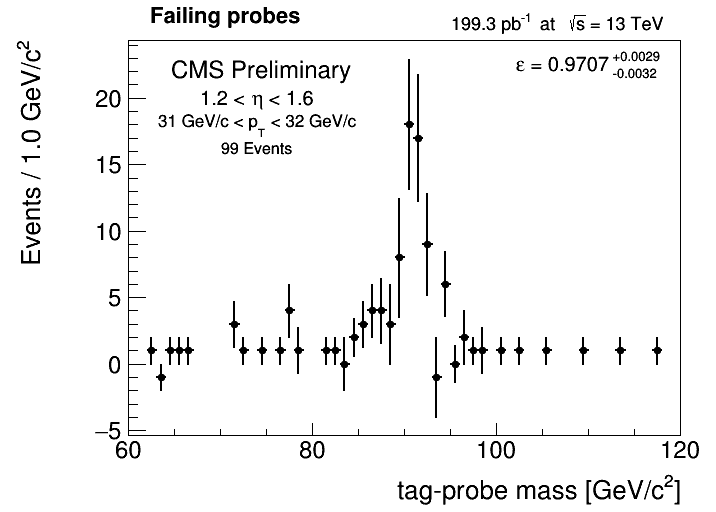 Failing probes
199.3 pb⁻¹ at √s = 13 TeV
CMS Preliminary
ε = 0.9707 +0.0029 -0.0032
1.2 < η < 1.6
31 GeV/c < p_T < 32 GeV/c
99 Events
Events / 1.0 GeV/c²
20
15
10
5
0
−5
60 80 100 120
tag-probe mass [GeV/c²]